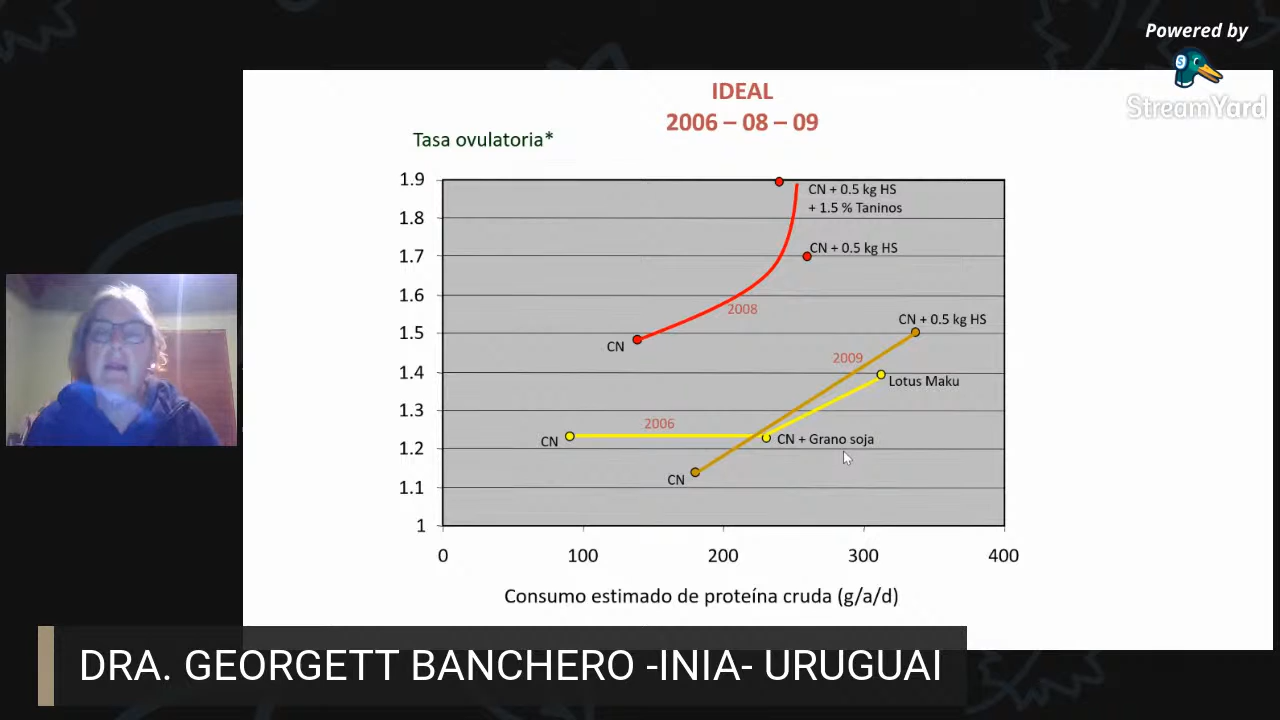 Powered by
StreamYard
IDEAL
2006 – 08 – 09
Tasa ovulatoria*
1.9
1.8
1.7
1.6
1.5
1.4
1.3
1.2
1.1
1
CN + 0.5 kg HS
+ 1.5 % Taninos
CN + 0.5 kg HS
2008
CN
CN + 0.5 kg HS
2009
Lotus Maku
2006
CN
CN + Grano soja
CN
0 100 200 300 400
Consumo estimado de proteína cruda (g/a/d)
DRA. GEORGETT BANCHERO -INIA- URUGUAI